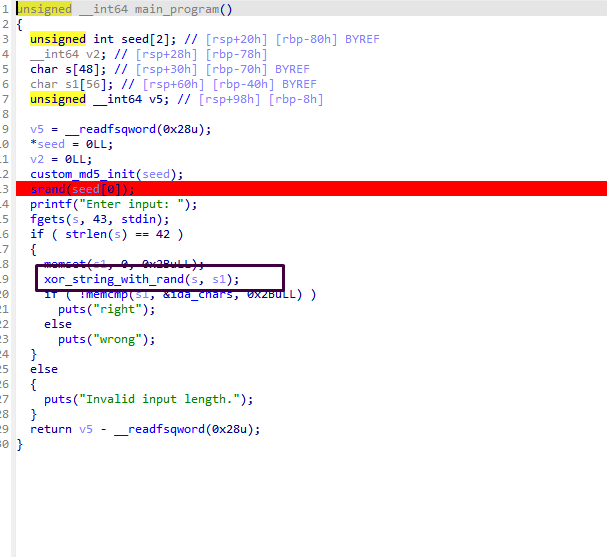 1 unsigned __int64 main_program()
2 {
3 unsigned int seed[2]; // [rsp+20h] [rbp-80h] BYREF
4 __int64 v2; // [rsp+28h] [rbp-78h]
5 char s[48]; // [rsp+30h] [rbp-70h] BYREF
6 char s1[56]; // [rsp+60h] [rbp-40h] BYREF
7 unsigned __int64 v5; // [rsp+98h] [rbp-8h]
8
9 v5 = __readfsqword(0x28u);
10 *seed = 0LL;
11 v2 = 0LL;
12 custom_md5_init(seed);
13 srand(seed[0]);
14 printf("Enter input: ");
15 fgets(s, 43, stdin);
16 if ( strlen(s) == 42 )
17 {
18 memset(s1, 0, 0x2BuLL);
19 xor_string_with_rand(s, s1);
20 if ( !memcmp(s1, &ida_chars, 0x2BuLL) )
21 puts("right");
22 else
23 puts("wrong");
24 }
25 else
26 {
27 puts("Invalid input length.");
28 }
29 return v5 - __readfsqword(0x28u);
30 }